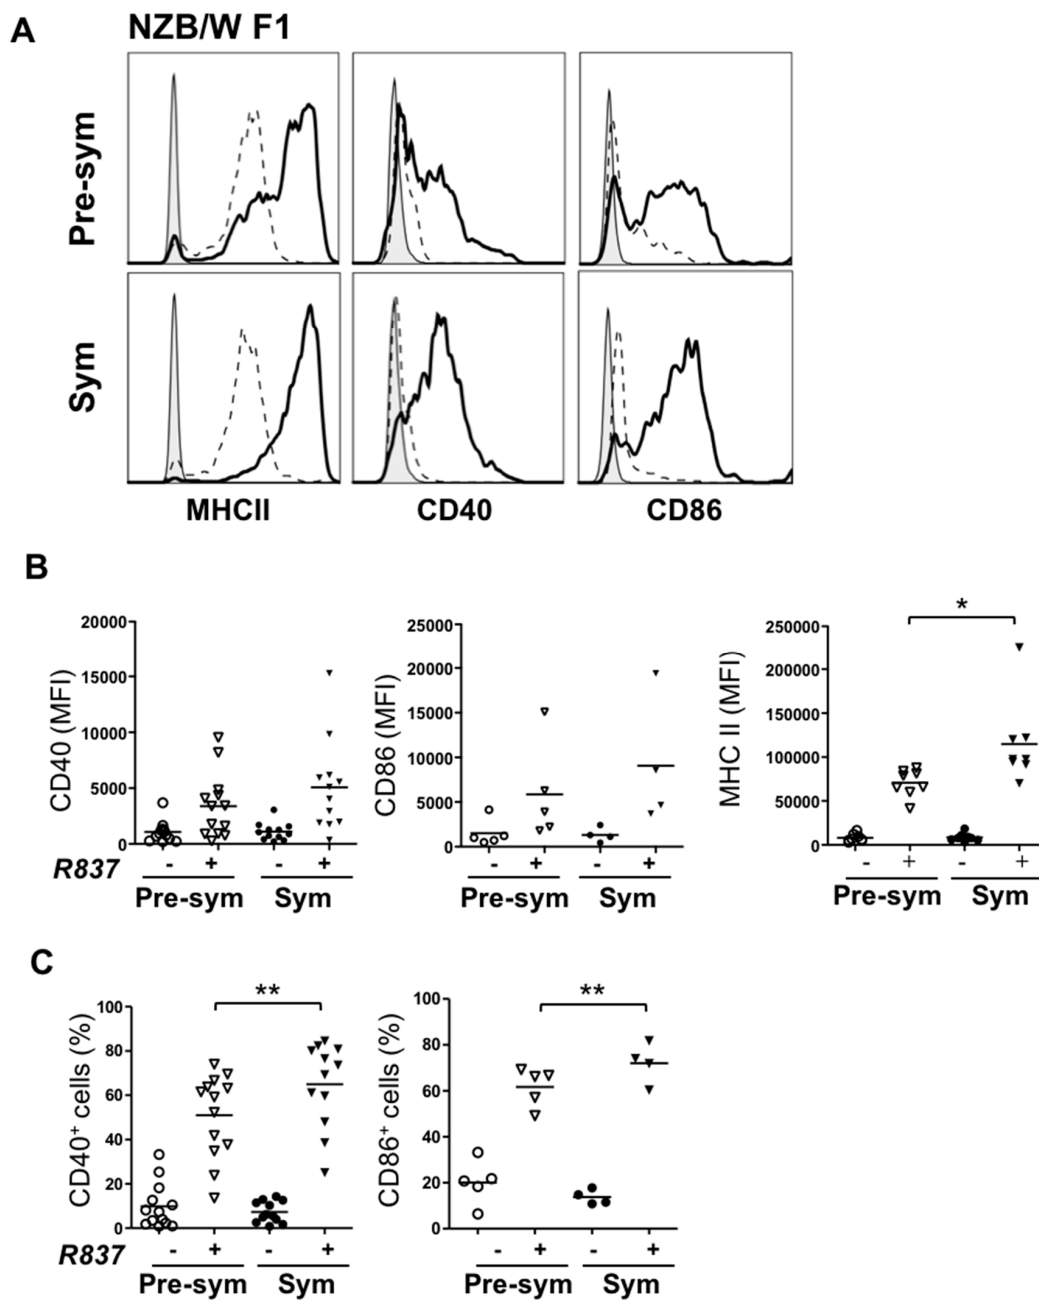 A
NZB/W F1
Pre-sym
Sym
MHCII CD40 CD86
B
CD40 (MFI)
20000
15000
10000
5000
0
R837 - + - +
Pre-sym Sym
CD86 (MFI)
25000
20000
15000
10000
5000
0
- + - +
Pre-sym Sym
MHC II (MFI)
250000
200000
150000
100000
50000
0
*
- + - +
Pre-sym Sym
C
CD40+ cells (%)
100
80
60
40
20
0
**
R837 - + - +
Pre-sym Sym
CD86+ cells (%)
100
80
60
40
20
0
**
- + - +
Pre-sym Sym